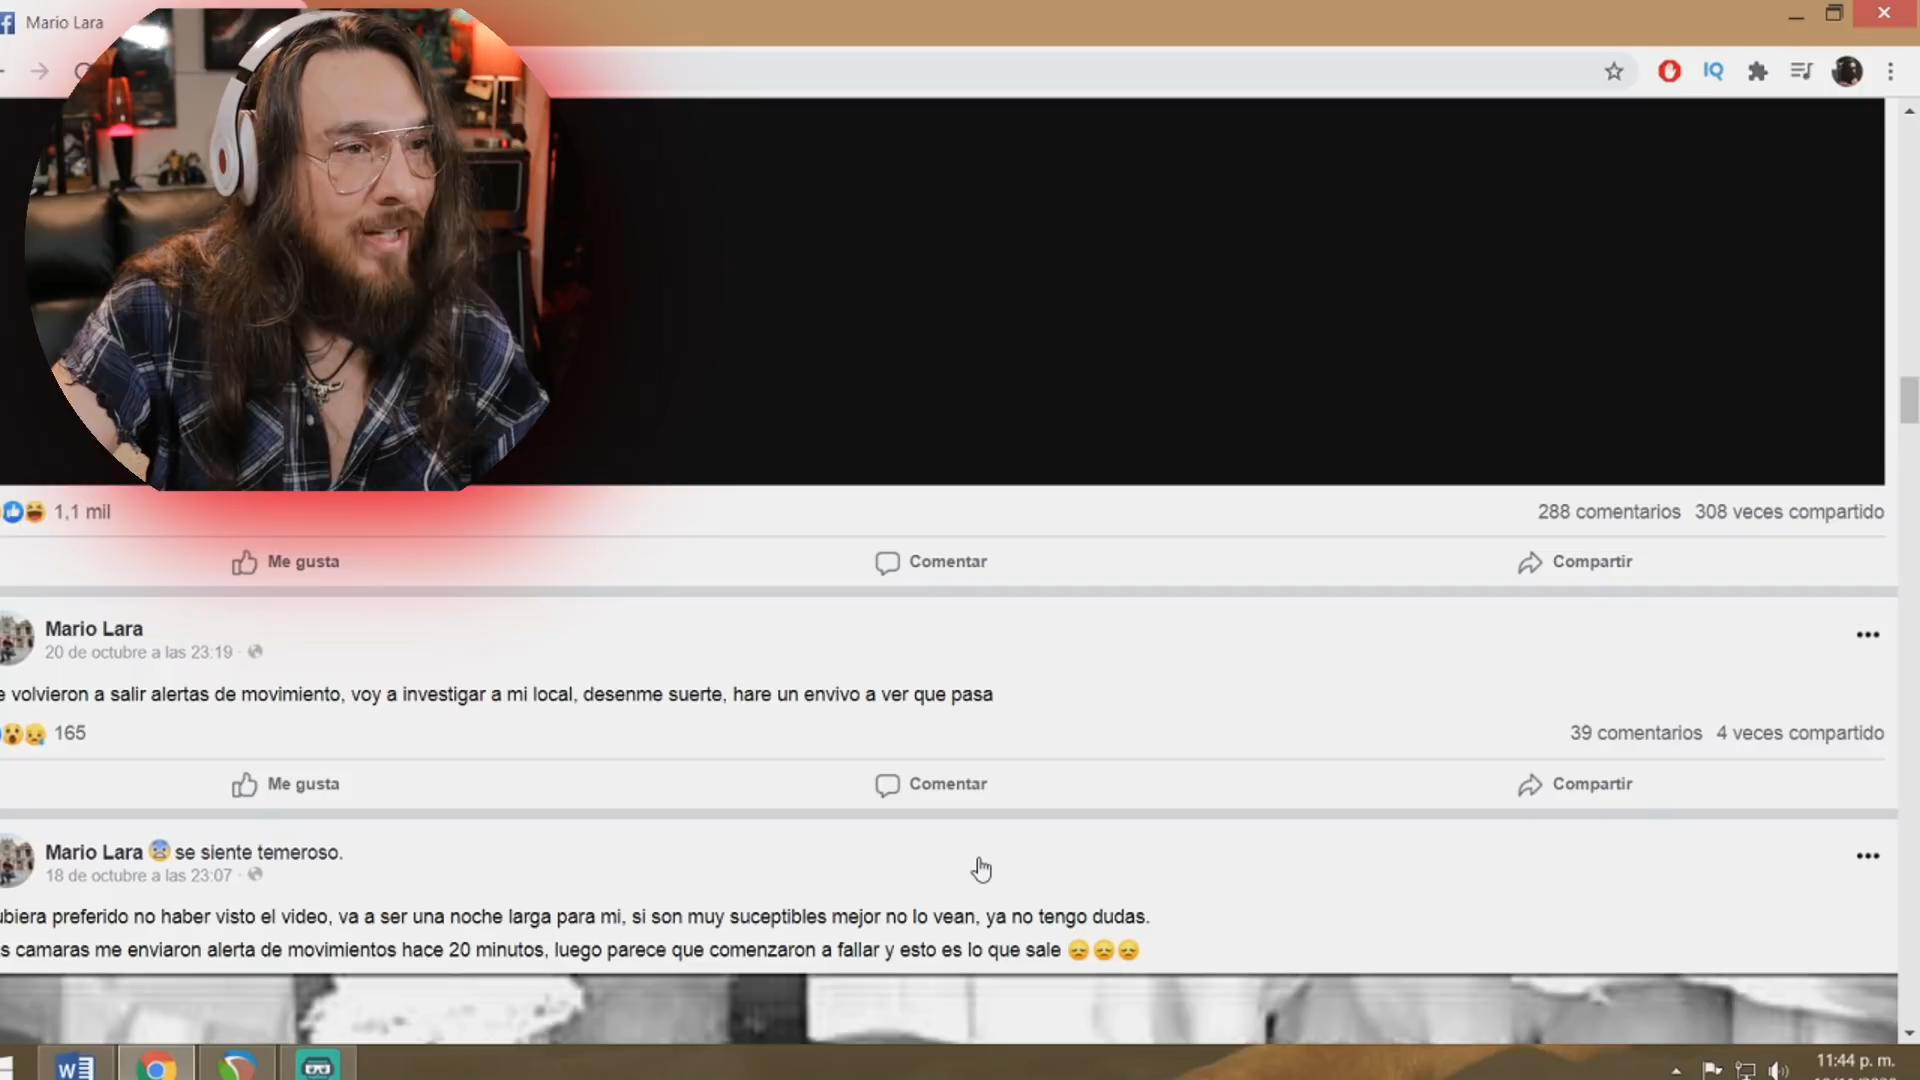 Mario Lara
IQ
1,1 mil
288 comentarios 308 veces compartido
Me gusta Comentar Compartir
Mario Lara
20 de octubre a las 23:19 ·
volvieron a salir alertas de movimiento, voy a investigar a mi local, desenme suerte, hare un envivo a ver que pasa
165
39 comentarios 4 veces compartido
Me gusta Comentar Compartir
Mario Lara 😨 se siente temeroso.
18 de octubre a las 23:07 ·
preferido no haber visto el video, va a ser una noche larga para mi, si son muy suceptibles mejor no lo vean, ya no tengo dudas.
camaras me enviaron alerta de movimientos hace 20 minutos, luego parece que comenzaron a fallar y esto es lo que sale 😞😞😞
11:44 p. m.